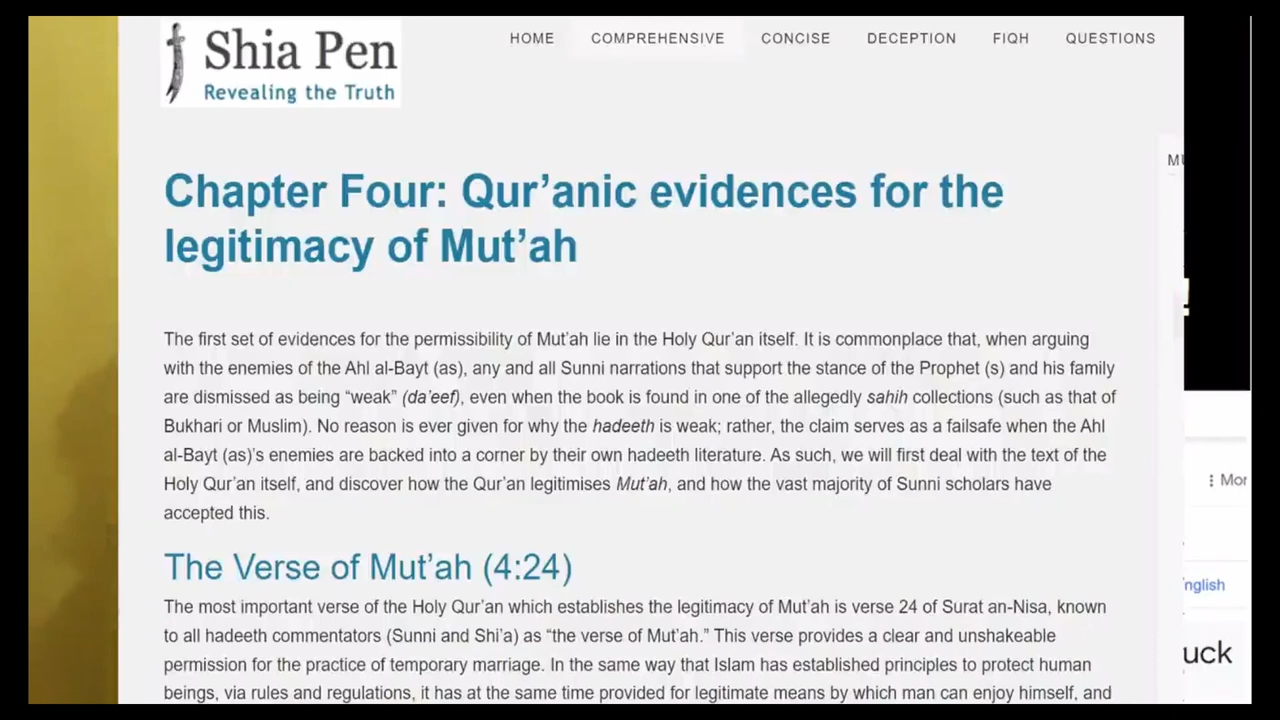 Shia Pen
Revealing the Truth
HOME COMPREHENSIVE CONCISE DECEPTION FIQH QUESTIONS
Chapter Four: Qur’anic evidences for the
legitimacy of Mut’ah
The first set of evidences for the permissibility of Mut’ah lie in the Holy Qur’an itself. It is commonplace that, when arguing
with the enemies of the Ahl al-Bayt (as), any and all Sunni narrations that support the stance of the Prophet (s) and his family
are dismissed as being “weak” (da’eef), even when the book is found in one of the allegedly sahih collections (such as that of
Bukhari or Muslim). No reason is ever given for why the hadeeth is weak; rather, the claim serves as a failsafe when the Ahl
al-Bayt (as)’s enemies are backed into a corner by their own hadeeth literature. As such, we will first deal with the text of the
Holy Qur’an itself, and discover how the Qur’an legitimises Mut’ah, and how the vast majority of Sunni scholars have
accepted this.
The Verse of Mut’ah (4:24)
The most important verse of the Holy Qur’an which establishes the legitimacy of Mut’ah is verse 24 of Surat an-Nisa, known
to all hadeeth commentators (Sunni and Shi’a) as “the verse of Mut’ah.” This verse provides a clear and unshakeable
permission for the practice of temporary marriage. In the same way that Islam has established principles to protect human
beings, via rules and regulations, it has at the same time provided for legitimate means by which man can enjoy himself, and
Mor
nglish
uck